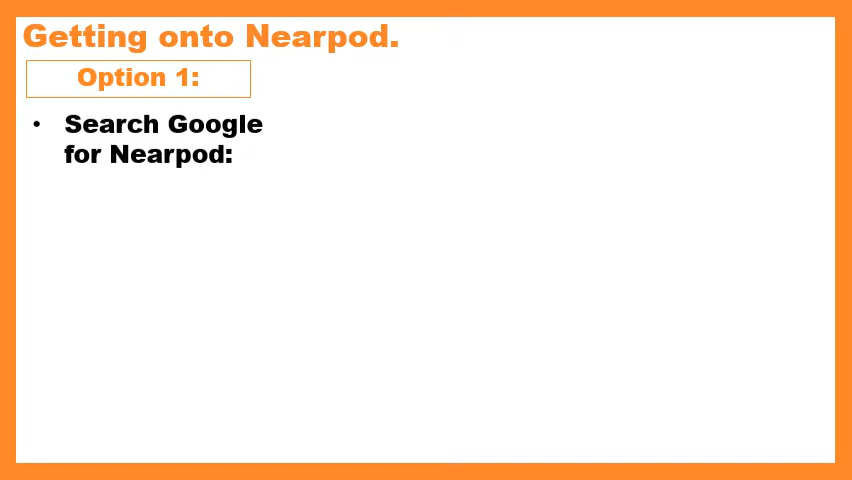 Getting onto Nearpod.
Option 1:
• Search Google
for Nearpod: